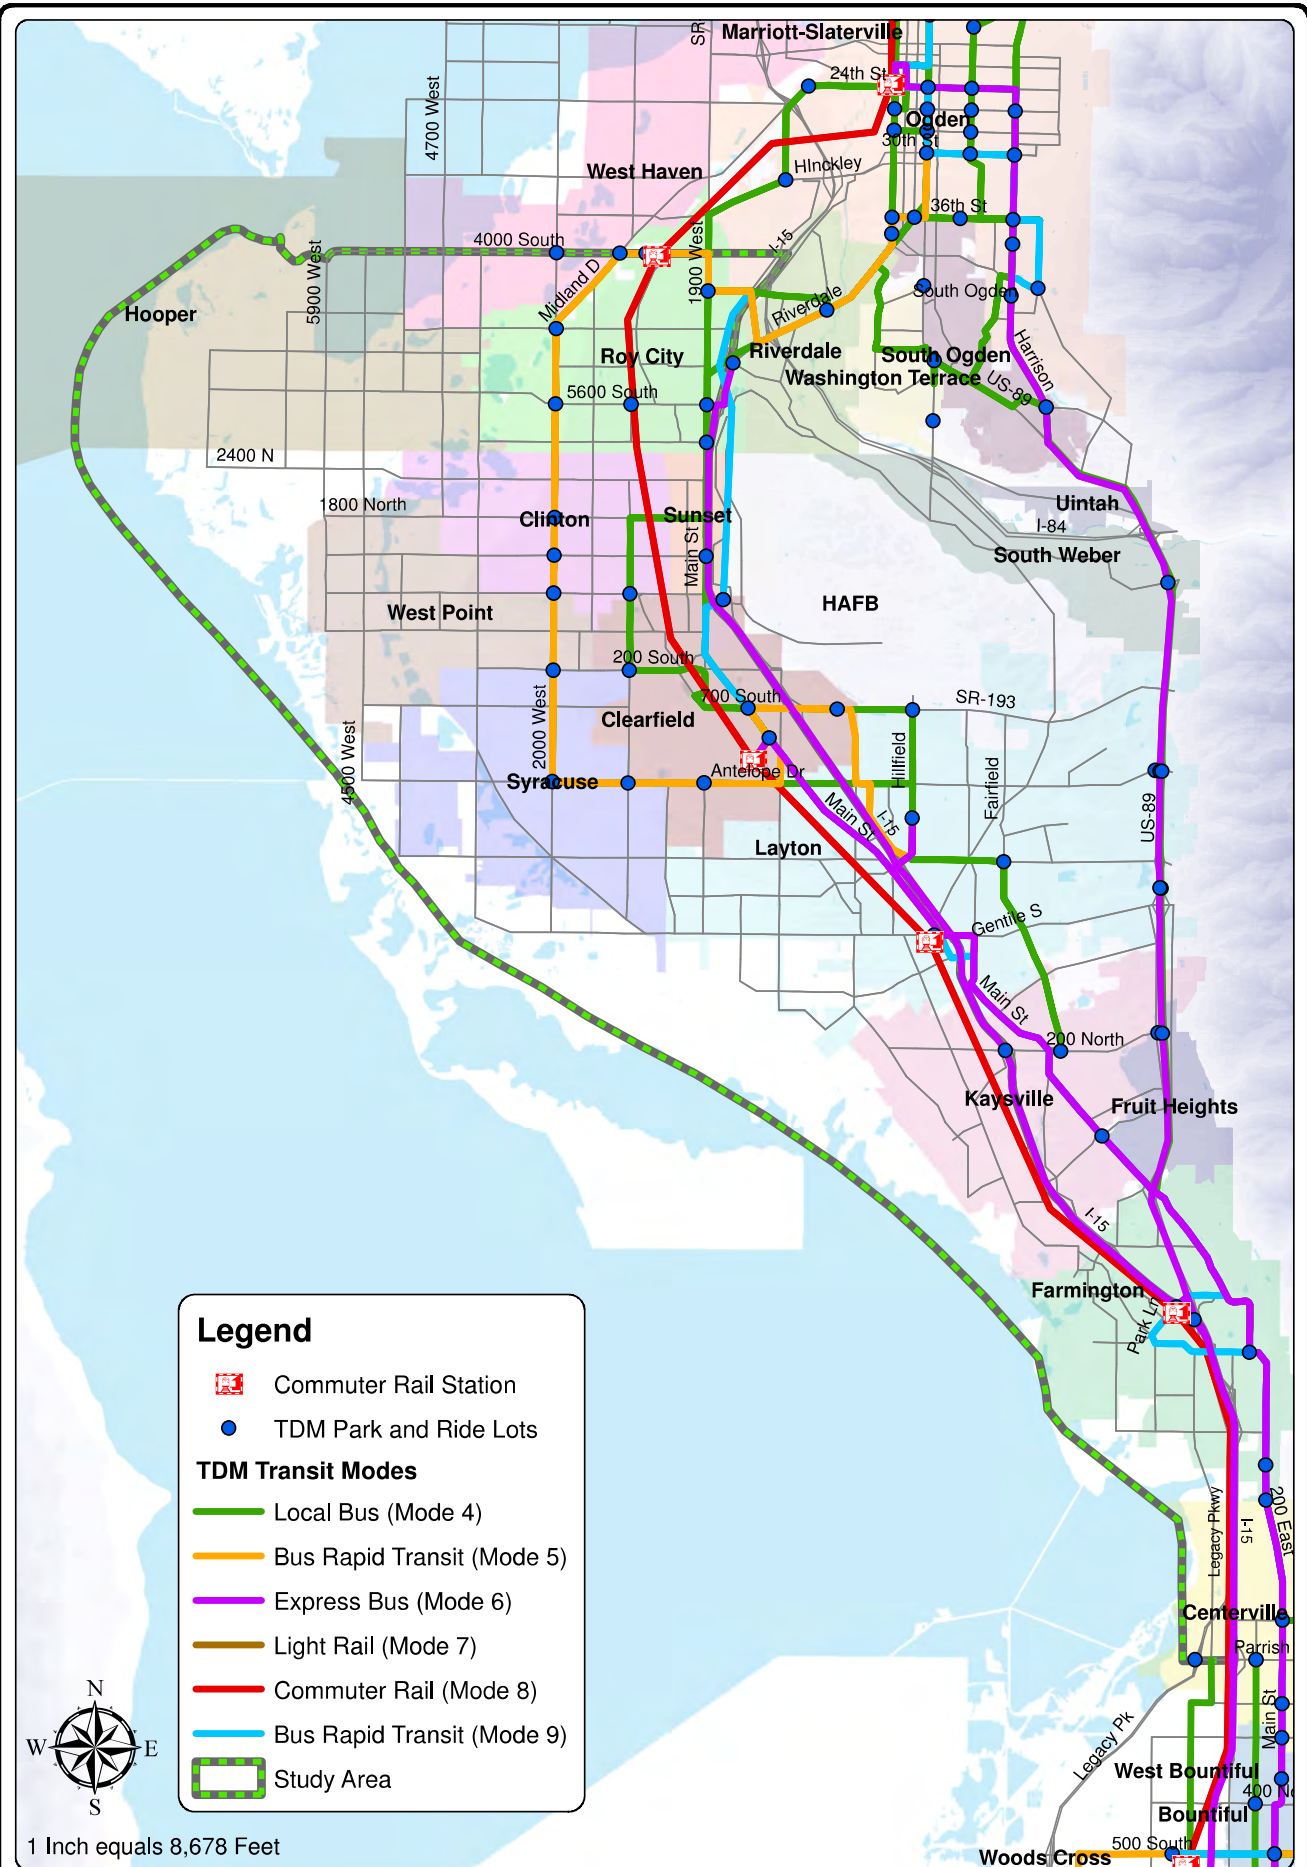 Marriott-Slaterville
SR
24th St
4700 West
Ogden
30th St
West Haven
HInckley
36th St
4000 South
I-15
1900 West
5900 West
Midland D
South Ogden
Riverdale
Hooper
Harrison
Roy City
Riverdale
South Ogden
Washington Terrace
US-89
5600 South
2400 N
1800 North
Clinton
Sunset
Uintah
I-84
Main St
South Weber
West Point
HAFB
200 South
700 South
SR-193
2000 West
Clearfield
4500 West
Hillfield
Fairfield
Syracuse
Antelope Dr
Main St
I-15
US-89
Layton
Gentile S
Main St
200 North
Kaysville
Fruit Heights
I-15
Farmington
Park Ln
Legend
Commuter Rail Station
TDM Park and Ride Lots
TDM Transit Modes
Local Bus (Mode 4)
Bus Rapid Transit (Mode 5)
Express Bus (Mode 6)
Light Rail (Mode 7)
Commuter Rail (Mode 8)
Bus Rapid Transit (Mode 9)
Study Area
Legacy Pkwy
I-15
200 East
Centerville
Parrish
Main St
Legacy Pk
West Bountiful
400 No
Bountiful
500 South
Woods Cross
N
W
E
S
1 Inch equals 8,678 Feet